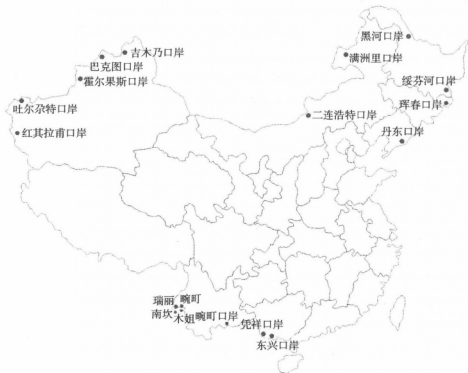 黑河口岸
吉木乃口岸
满洲里口岸
巴克图口岸
霍尔果斯口岸
绥芬河口岸
吐尔尕特口岸
珲春口岸
二连浩特口岸
红其拉甫口岸
丹东口岸
瑞丽 畹町
南坎 木姐 畹町口岸
凭祥口岸
东兴口岸